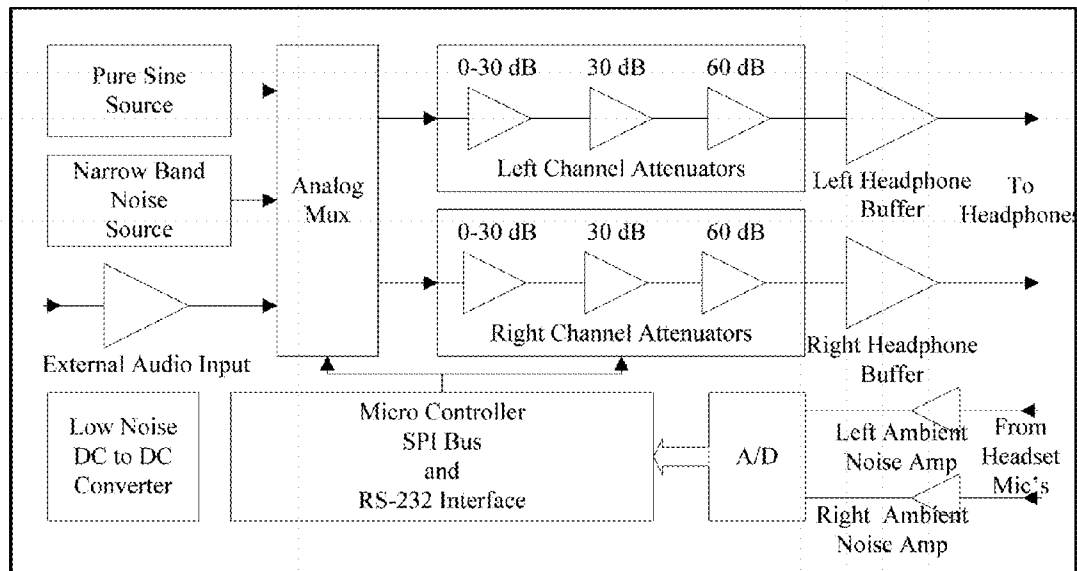 Pure Sine
Source
Narrow Band
Noise
Source
External Audio Input
Analog
Mux
0-30 dB
30 dB
60 dB
Left Channel Attenuators
0-30 dB
30 dB
60 dB
Right Channel Attenuators
Left Headphone
Buffer
To
Headphones
Right Headphone
Buffer
Low Noise
DC to DC
Converter
Micro Controller
SPI Bus
and
RS-232 Interface
A/D
Left Ambient
Noise Amp
From
Headset
Mic's
Right Ambient
Noise Amp